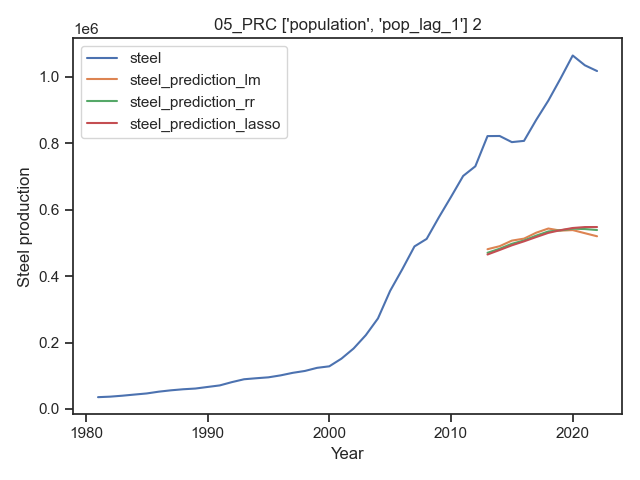 05_PRC ['population', 'pop_lag_1'] 2
1e6
steel
steel_prediction_lm
steel_prediction_rr
steel_prediction_lasso
Steel production
1.0
0.8
0.6
0.4
0.2
0.0
1980 1990 2000 2010 2020
Year